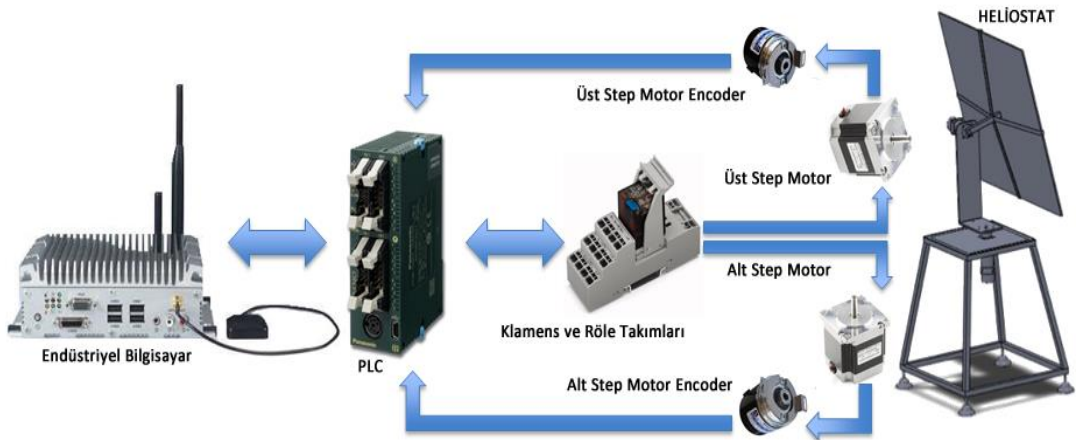 HELİOSTAT
Üst Step Motor Encoder
Üst Step Motor
Alt Step Motor
Klamens ve Röle Takımları
Endüstriyel Bilgisayar
PLC
Panasonic
Alt Step Motor Encoder